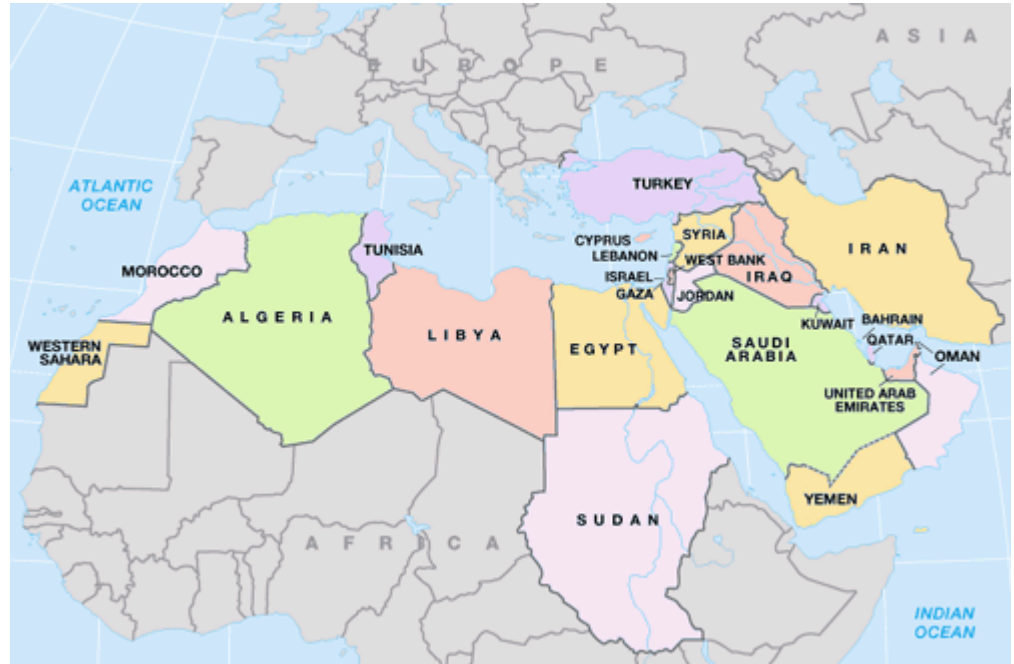 ASIA
EUROPE
ATLANTIC
OCEAN
TURKEY
CYPRUS
SYRIA
LEBANON
WEST BANK
IRAN
TUNISIA
MOROCCO
ISRAEL
IRAQ
GAZA
JORDAN
ALGERIA
LIBYA
EGYPT
KUWAIT
BAHRAIN
SAUDI
ARABIA
QATAR
OMAN
WESTERN
SAHARA
UNITED ARAB
EMIRATES
YEMEN
SUDAN
AFRICA
INDIAN
OCEAN